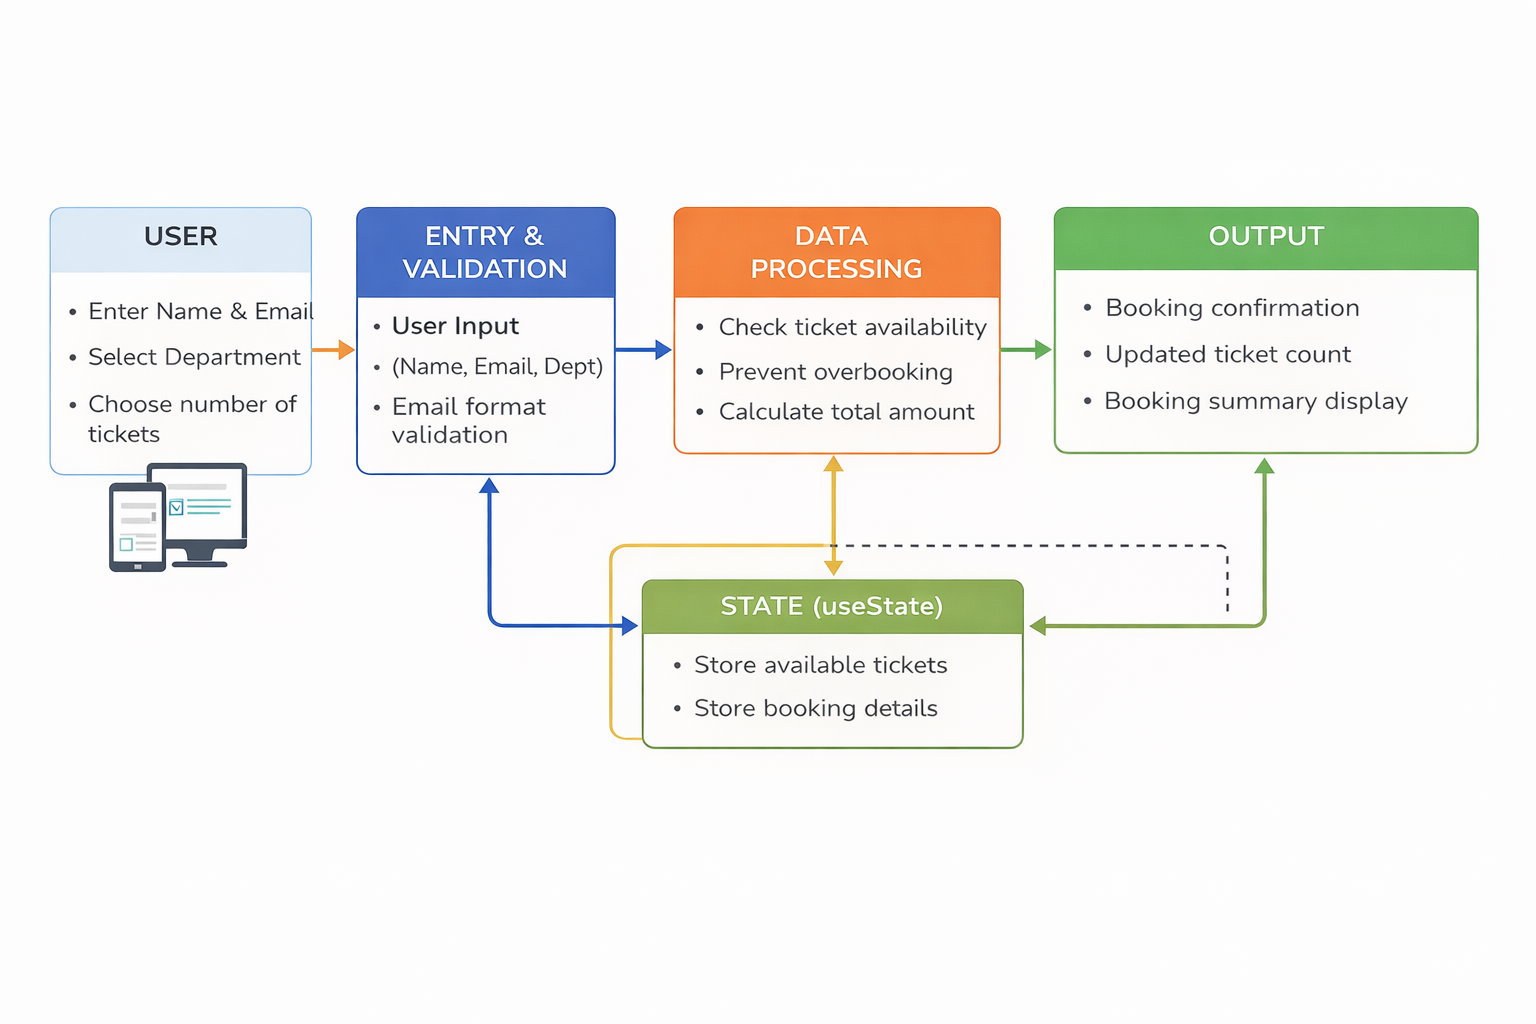 USER
• Enter Name & Email
• Select Department
• Choose number of
tickets
ENTRY &
VALIDATION
• User Input
• (Name, Email, Dept)
• Email format
validation
DATA
PROCESSING
• Check ticket availability
• Prevent overbooking
• Calculate total amount
OUTPUT
• Booking confirmation
• Updated ticket count
• Booking summary display
STATE (useState)
• Store available tickets
• Store booking details